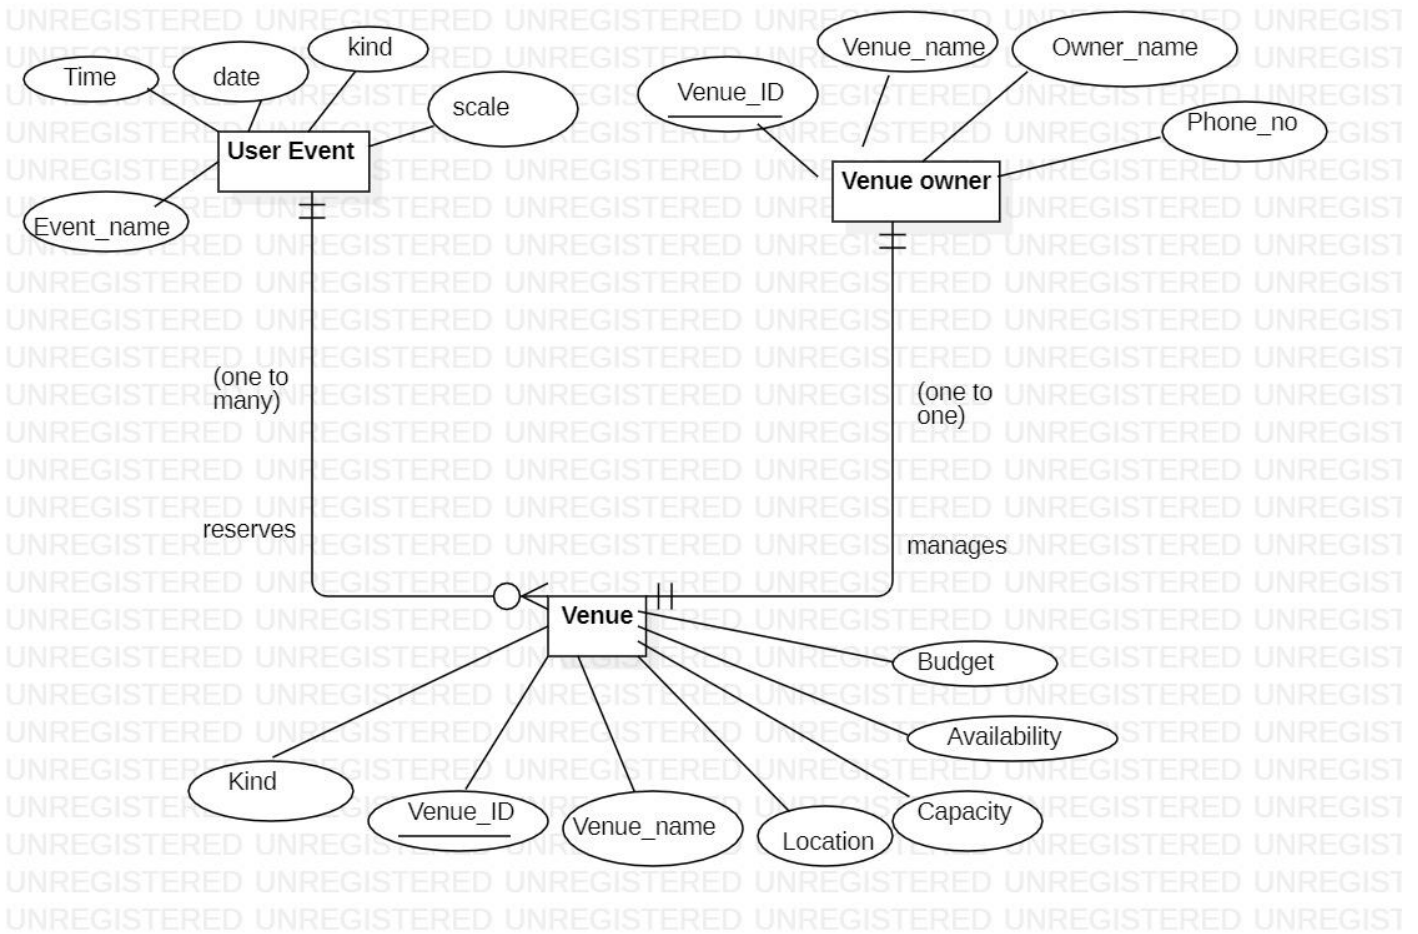 kind
Venue_name
Owner_name
Time
date
Venue_ID
scale
Phone_no
User Event
Venue owner
Event_name
(one to
many)
(one to
one)
reserves
manages
Venue
Budget
Availability
Kind
Venue_ID
Venue_name
Location
Capacity
UNREGISTERED